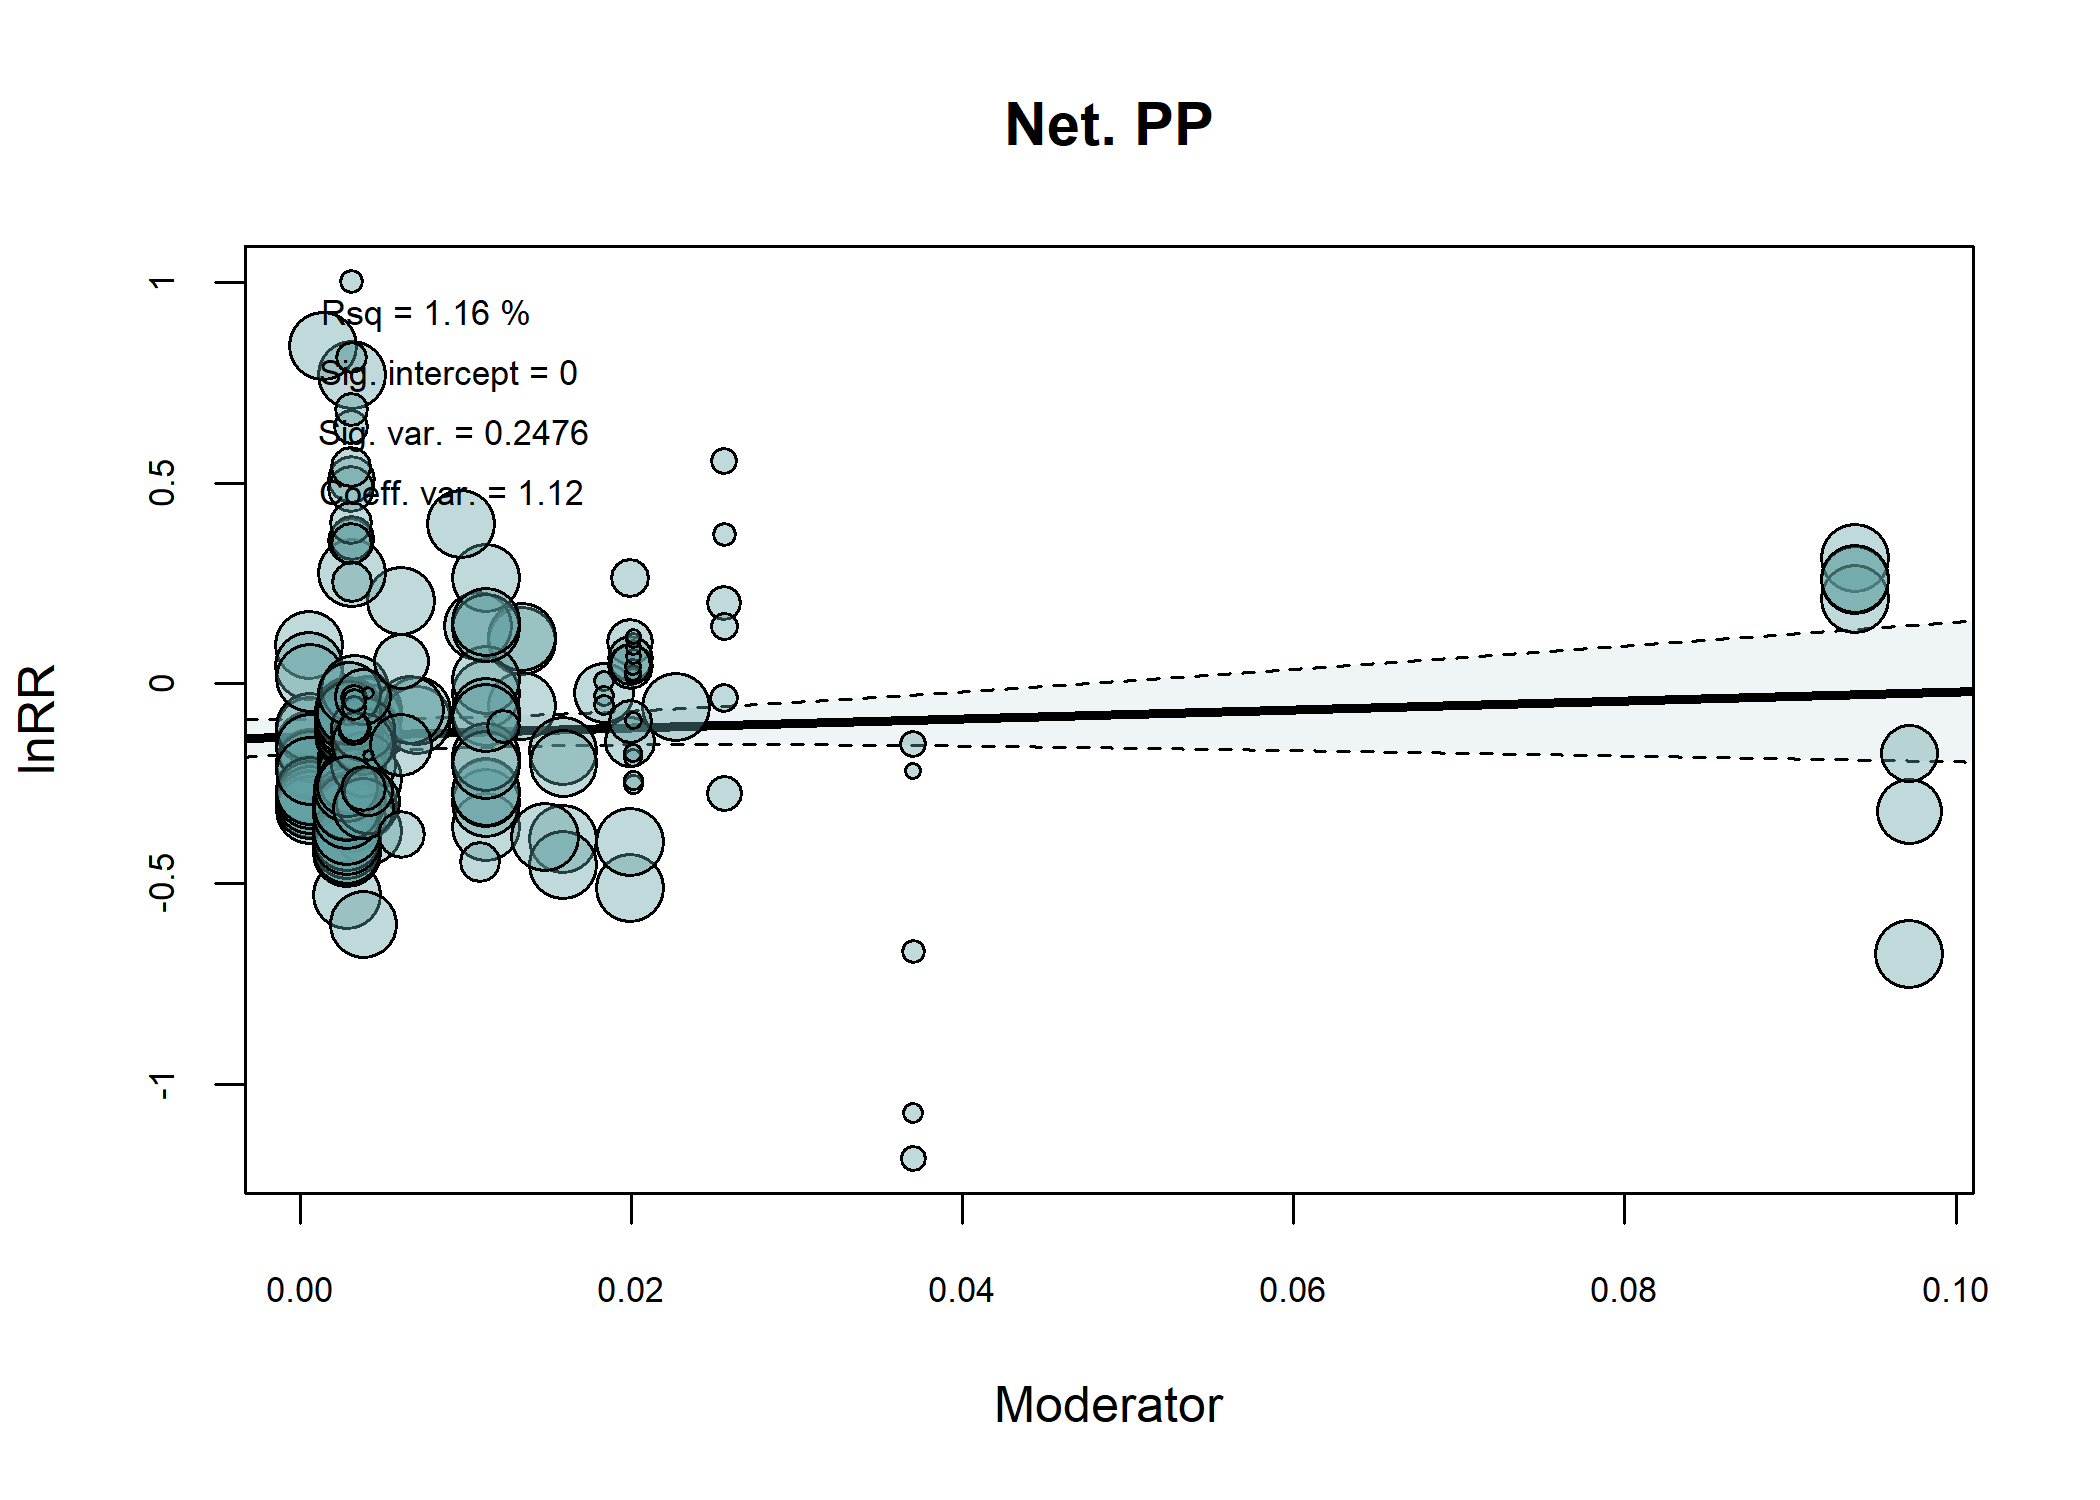 Net. PP
Rsq = 1.16 %
Sig. intercept = 0
Sig. var. = 0.2476
Coeff. var. = 1.12
lnRR
1
0.5
0
-0.5
-1
0.00 0.02 0.04 0.06 0.08 0.10
Moderator